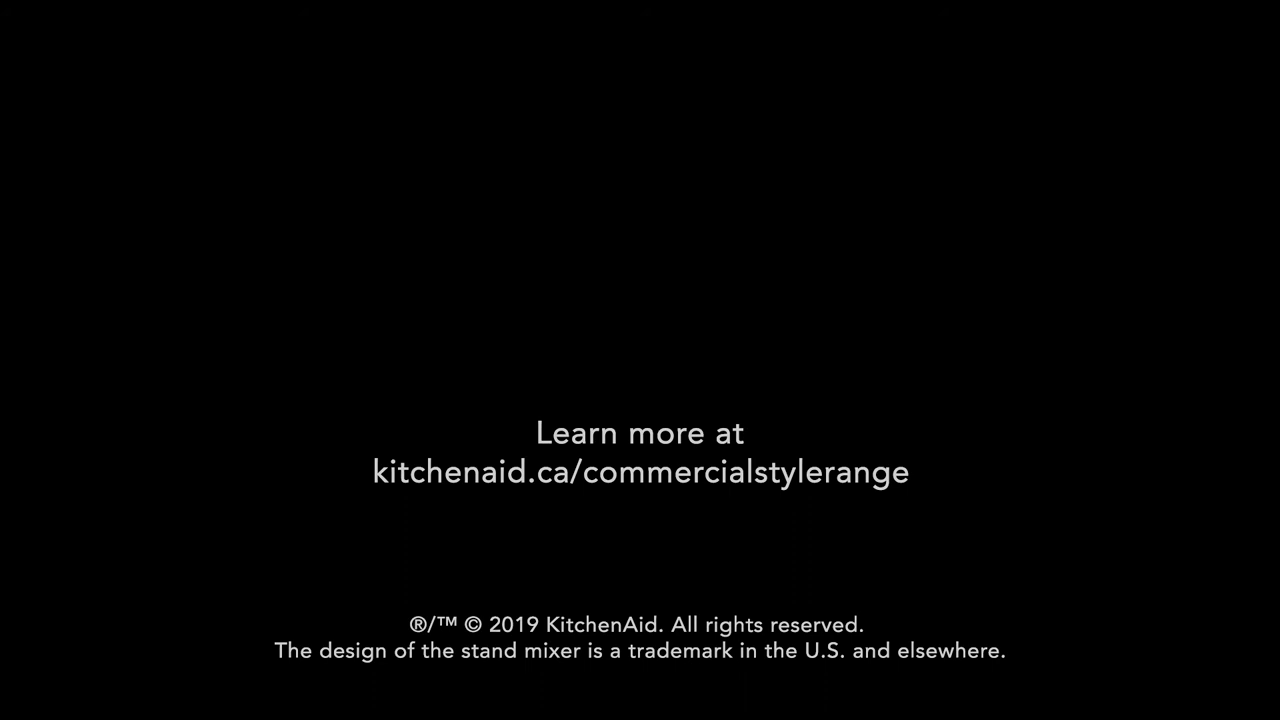 Learn more at
kitchenaid.ca/commercialstylerange
®/™ © 2019 KitchenAid. All rights reserved.
The design of the stand mixer is a trademark in the U.S. and elsewhere.